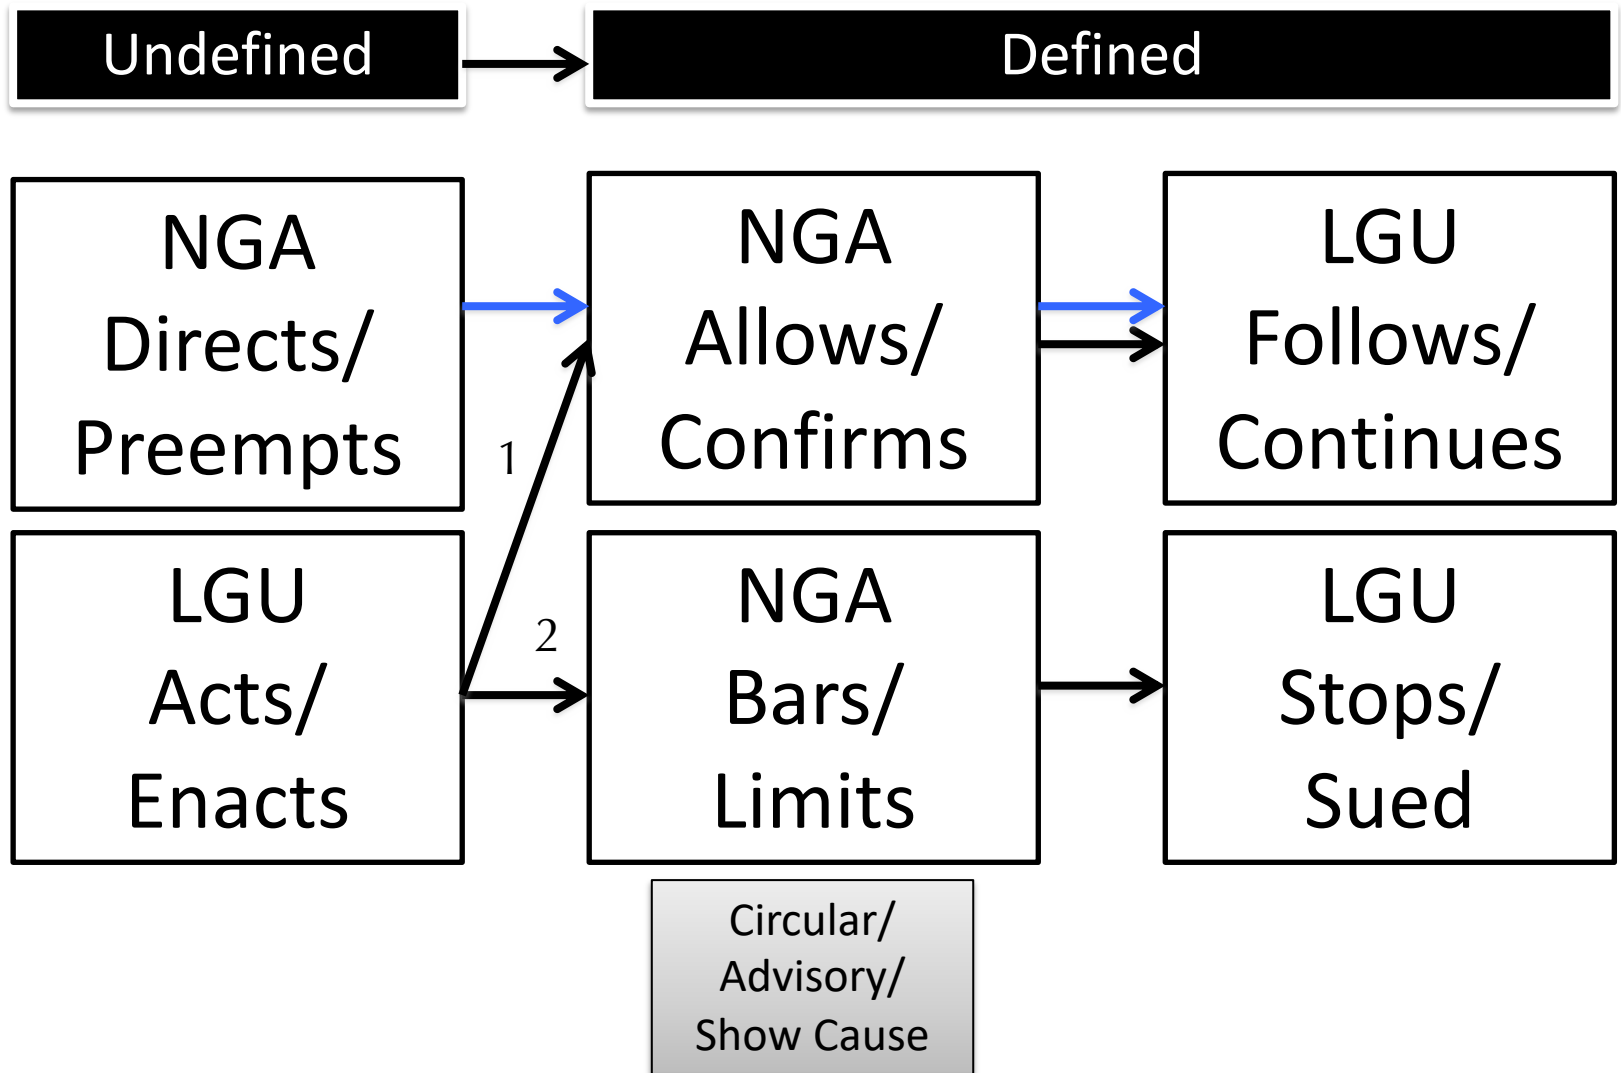 Undefined
Defined
NGA
Directs/
Preempts
NGA
Allows/
Confirms
LGU
Follows/
Continues
1
2
LGU
Acts/
Enacts
NGA
Bars/
Limits
LGU
Stops/
Sued
Circular/
Advisory/
Show Cause